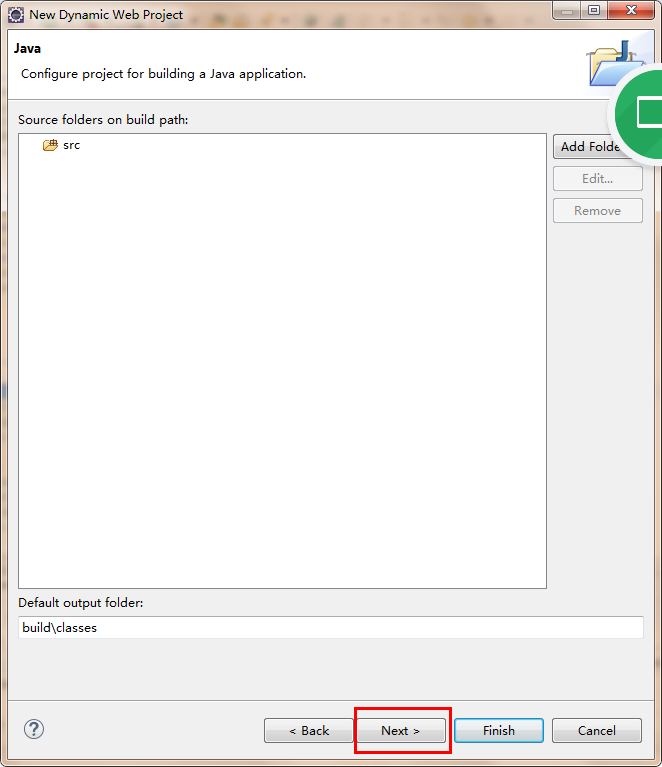 New Dynamic Web Project
Java
Configure project for building a Java application.
Source folders on build path:
src
Add Folde
Edit...
Remove
Default output folder:
build\classes
?
< Back
Next >
Finish
Cancel